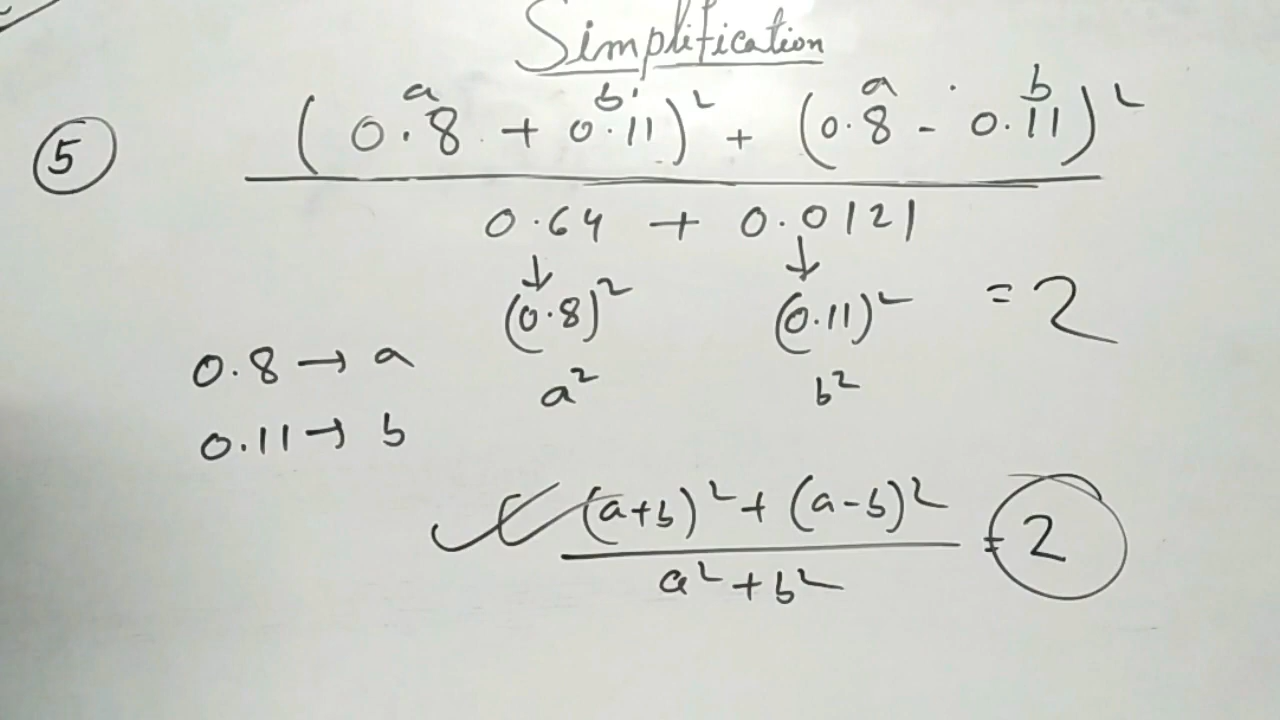 Simplification
a b a b
(5) (0.8 + 0.11)² + (0.8 - 0.11)²
0.64 + 0.0121
↓ ↓
(0.8)² (0.11)² = 2
0.8 → a a² b²
0.11 → b
(a+b)² + (a-b)² = 2
a² + b²